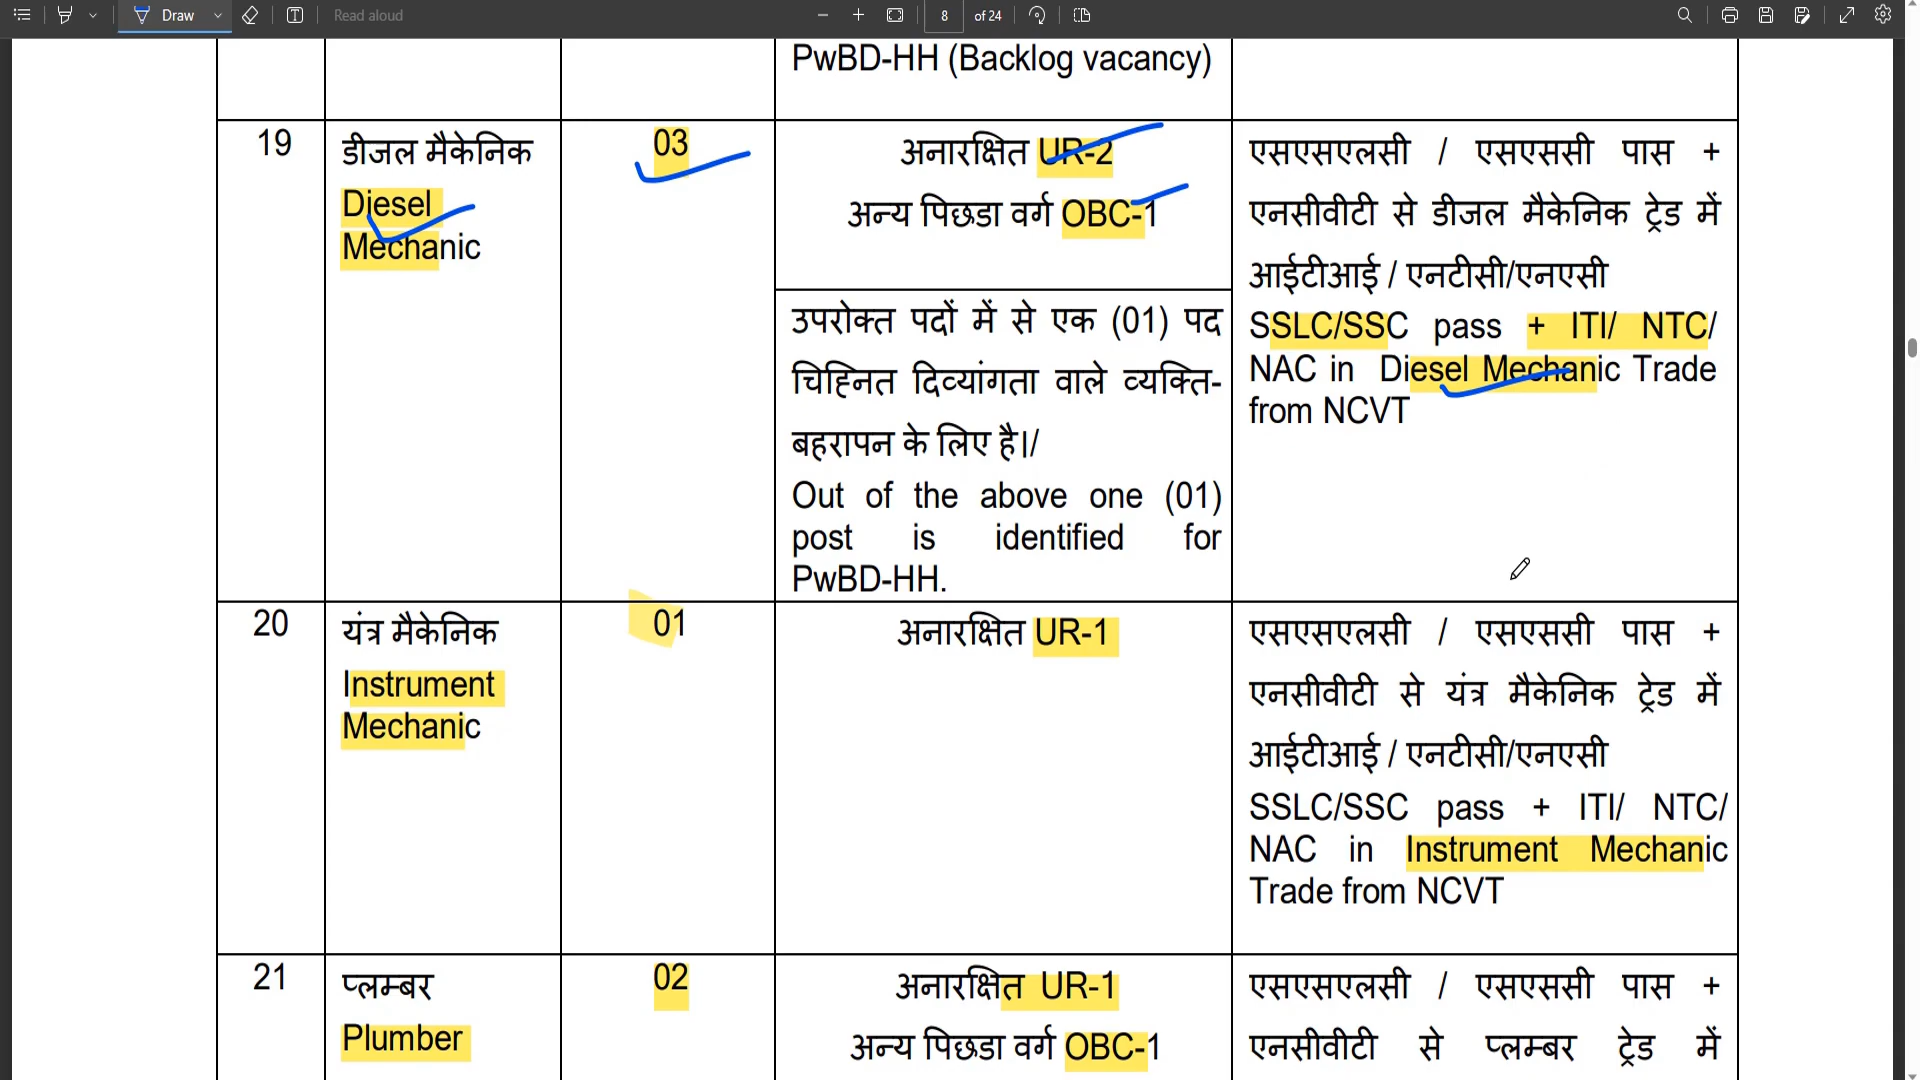 Draw
Read aloud
8 of 24
PwBD-HH (Backlog vacancy)
19
डीजल मैकेनिक
Diesel
Mechanic
03
अनारक्षित UR-2
अन्य पिछडा वर्ग OBC-1
उपरोक्त पदों में से एक (01) पद
चिह्नित दिव्यांगता वाले व्यक्ति-
बहरापन के लिए है।/
Out of the above one (01)
post is identified for
PwBD-HH.
एसएसएलसी / एसएससी पास +
एनसीवीटी से डीजल मैकेनिक ट्रेड में
आईटीआई / एनटीसी/एनएसी
SSLC/SSC pass + ITI/ NTC/
NAC in Diesel Mechanic Trade
from NCVT
20
यंत्र मैकेनिक
Instrument
Mechanic
01
अनारक्षित UR-1
एसएसएलसी / एसएससी पास +
एनसीवीटी से यंत्र मैकेनिक ट्रेड में
आईटीआई / एनटीसी/एनएसी
SSLC/SSC pass + ITI/ NTC/
NAC in Instrument Mechanic
Trade from NCVT
21
प्लम्बर
Plumber
02
अनारक्षित UR-1
अन्य पिछडा वर्ग OBC-1
एसएसएलसी / एसएससी पास +
एनसीवीटी से प्लम्बर ट्रेड में